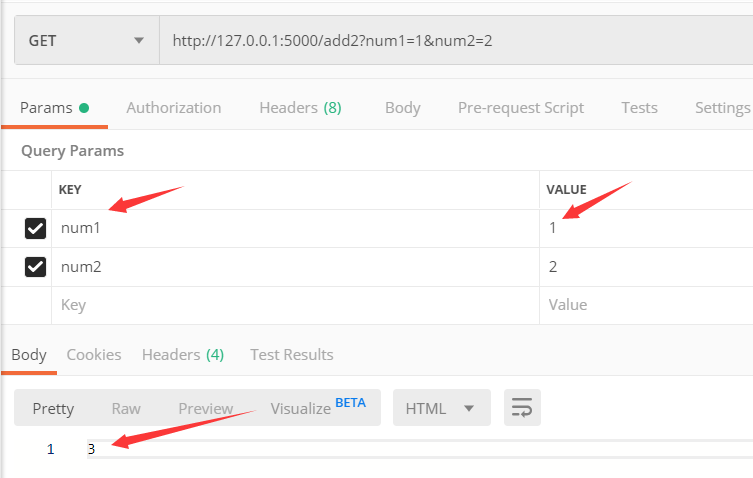 GET http://127.0.0.1:5000/add2?num1=1&num2=2
Params Authorization Headers (8) Body Pre-request Script Tests Settings
Query Params
KEY VALUE
num1 1
num2 2
Key Value
Body Cookies Headers (4) Test Results
Pretty Raw Preview Visualize BETA HTML
1 3